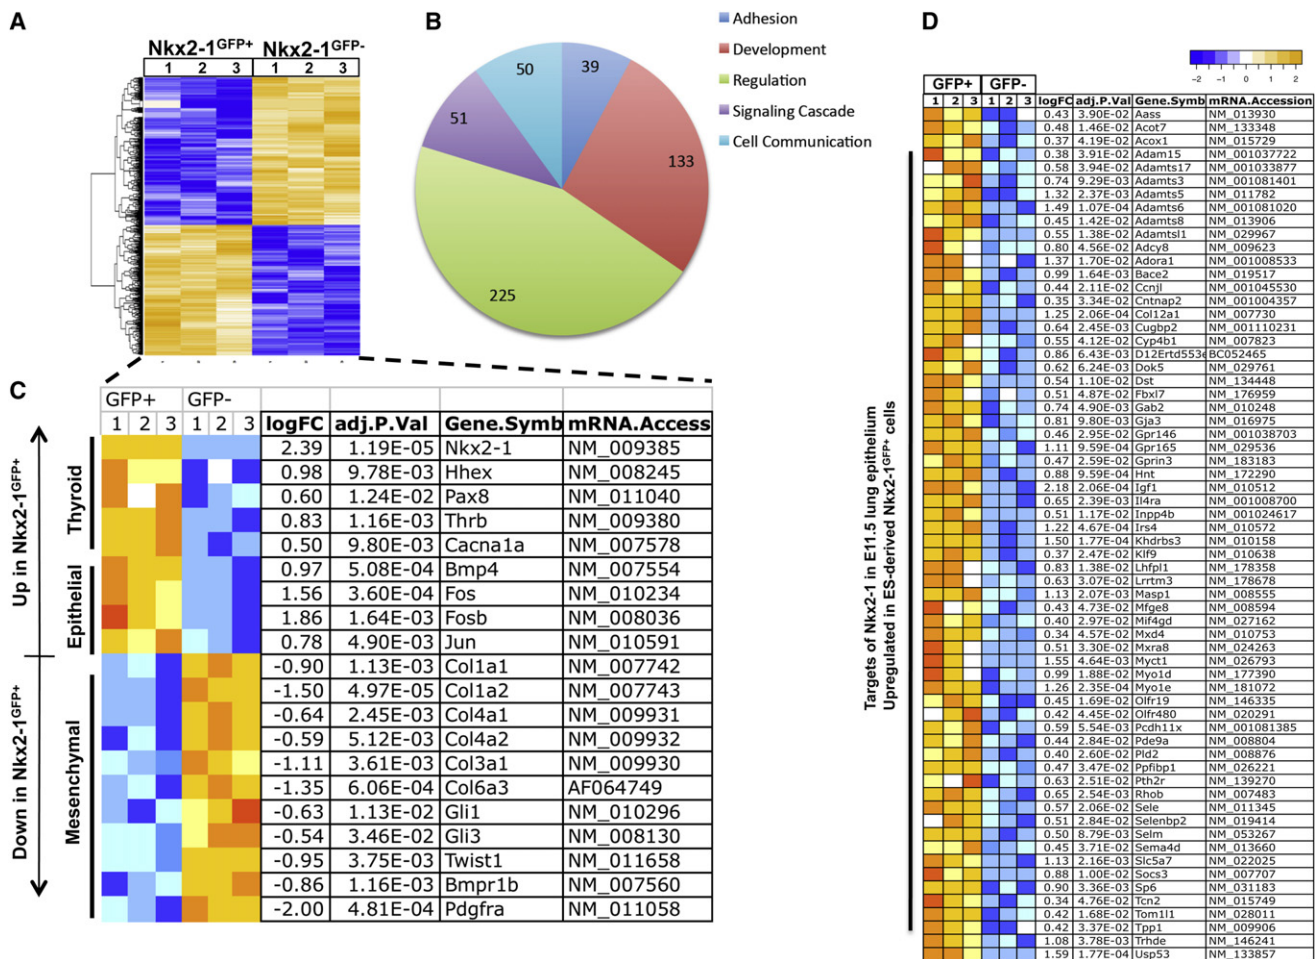 A
Nkx2-1GFP+ Nkx2-1GFP-
1 2 3 1 2 3
B
39
133
225
51
50
Adhesion
Development
Regulation
Signaling Cascade
Cell Communication
C
GFP+ GFP-
1 2 3 1 2 3 logFC adj.P.Val Gene.Symb mRNA.Access
2.39 1.19E-05 Nkx2-1 NM_009385
0.98 9.78E-03 Hhex NM_008245
0.60 1.24E-02 Pax8 NM_011040
0.83 1.16E-03 Thrb NM_009380
0.50 9.80E-03 Cacna1a NM_007578
0.97 5.08E-04 Bmp4 NM_007554
1.56 3.60E-04 Fos NM_010234
1.86 1.64E-03 Fosb NM_008036
0.78 4.90E-03 Jun NM_010591
-0.90 1.13E-03 Col1a1 NM_007742
-1.50 4.97E-05 Col1a2 NM_007743
-0.64 2.45E-03 Col4a1 NM_009931
-0.59 5.12E-03 Col4a2 NM_009932
-1.11 3.61E-03 Col3a1 NM_009930
-1.35 6.06E-04 Col6a3 AF064749
-0.63 1.13E-02 Gli1 NM_010296
-0.54 3.46E-02 Gli3 NM_008130
-0.95 3.75E-03 Twist1 NM_011658
-0.86 1.16E-03 Bmpr1b NM_007560
-2.00 4.81E-04 Pdgfra NM_011058
Up in Nkx2-1GFP+
Down in Nkx2-1GFP+
Thyroid
Epithelial
Mesenchymal
D
-2 -1 0 1 2
GFP+ GFP-
1 2 3 1 2 3 logFC adj.P.Val Gene.Symb mRNA.Accession
0.43 3.90E-02 Aass NM_013930
0.48 1.46E-02 Acot7 NM_133348
0.37 4.19E-02 Acox1 NM_015729
0.38 3.91E-02 Adam15 NM_001037722
0.58 3.94E-02 Adamts17 NM_001033877
0.74 9.29E-03 Adamts3 NM_001081401
1.32 2.37E-03 Adamts5 NM_011782
1.49 1.07E-04 Adamts6 NM_001081020
0.45 1.42E-02 Adamts8 NM_013906
0.55 1.38E-02 Adamtsl1 NM_029967
0.80 4.56E-02 Adcy8 NM_009623
1.37 1.70E-02 Adora1 NM_001008533
0.99 1.64E-03 Bace2 NM_019517
0.44 2.11E-02 Ccnjl NM_001045530
0.35 3.34E-02 Cntnap2 NM_001004357
1.25 2.06E-04 Col12a1 NM_007730
0.64 2.45E-03 Cugbp2 NM_001110231
0.55 4.12E-02 Cyp4b1 NM_007823
0.86 6.43E-03 D12Ertd553e BC052465
0.62 6.24E-03 Dok5 NM_029761
0.54 1.10E-02 Dst NM_134448
0.51 4.87E-02 Fbxl7 NM_176959
0.74 4.90E-03 Gab2 NM_010248
0.81 9.80E-03 Gja3 NM_016975
0.46 2.95E-02 Gpr146 NM_001038703
1.11 9.59E-04 Gpr165 NM_029536
0.47 2.59E-02 Gprin3 NM_183183
0.88 9.59E-04 Hnt NM_172290
2.18 2.06E-04 Igf1 NM_010512
0.65 2.39E-03 Il4ra NM_001008700
0.51 1.17E-02 Inpp4b NM_001024617
1.22 4.67E-04 Irs4 NM_010572
1.50 1.77E-04 Khdrbs3 NM_010158
0.37 2.47E-02 Klf9 NM_010638
0.83 1.38E-02 Lhfpl1 NM_178358
0.63 3.07E-02 Lrrtm3 NM_178678
1.13 2.07E-03 Masp1 NM_008555
0.43 4.73E-02 Mfge8 NM_008594
0.40 2.97E-02 Mif4gd NM_027162
0.34 4.57E-02 Mxd4 NM_010753
0.51 3.30E-02 Mxra8 NM_024263
1.55 4.64E-03 Myct1 NM_026793
0.99 1.88E-02 Myo1d NM_177390
1.26 2.35E-04 Myo1e NM_181072
0.45 1.69E-02 Olfr19 NM_146335
0.42 4.45E-02 Olfr480 NM_020291
0.59 5.54E-03 Pcdh11x NM_001081385
0.44 2.84E-02 Pde9a NM_008804
0.40 2.60E-02 Pld2 NM_008876
0.47 3.47E-02 Ppfibp1 NM_026221
0.63 2.51E-02 Pth2r NM_139270
0.65 2.54E-03 Rhob NM_007483
0.57 2.06E-02 Sele NM_011345
0.51 2.84E-02 Selenbp2 NM_019414
0.50 8.79E-03 Selm NM_053267
0.45 3.71E-02 Sema4d NM_013660
1.13 2.16E-03 Slc5a7 NM_022025
0.88 1.00E-02 Socs3 NM_007707
0.90 3.36E-03 Sp6 NM_031183
0.34 4.76E-02 Tcn2 NM_015749
0.42 1.68E-02 Tom1l1 NM_028011
0.42 3.37E-02 Tpp1 NM_009906
1.08 3.78E-03 Trhde NM_146241
1.59 1.77E-04 Usp53 NM_133857
Targets of Nkx2-1 in E11.5 lung epithelium
Upregulated in ES-derived Nkx2-1GFP+ cells